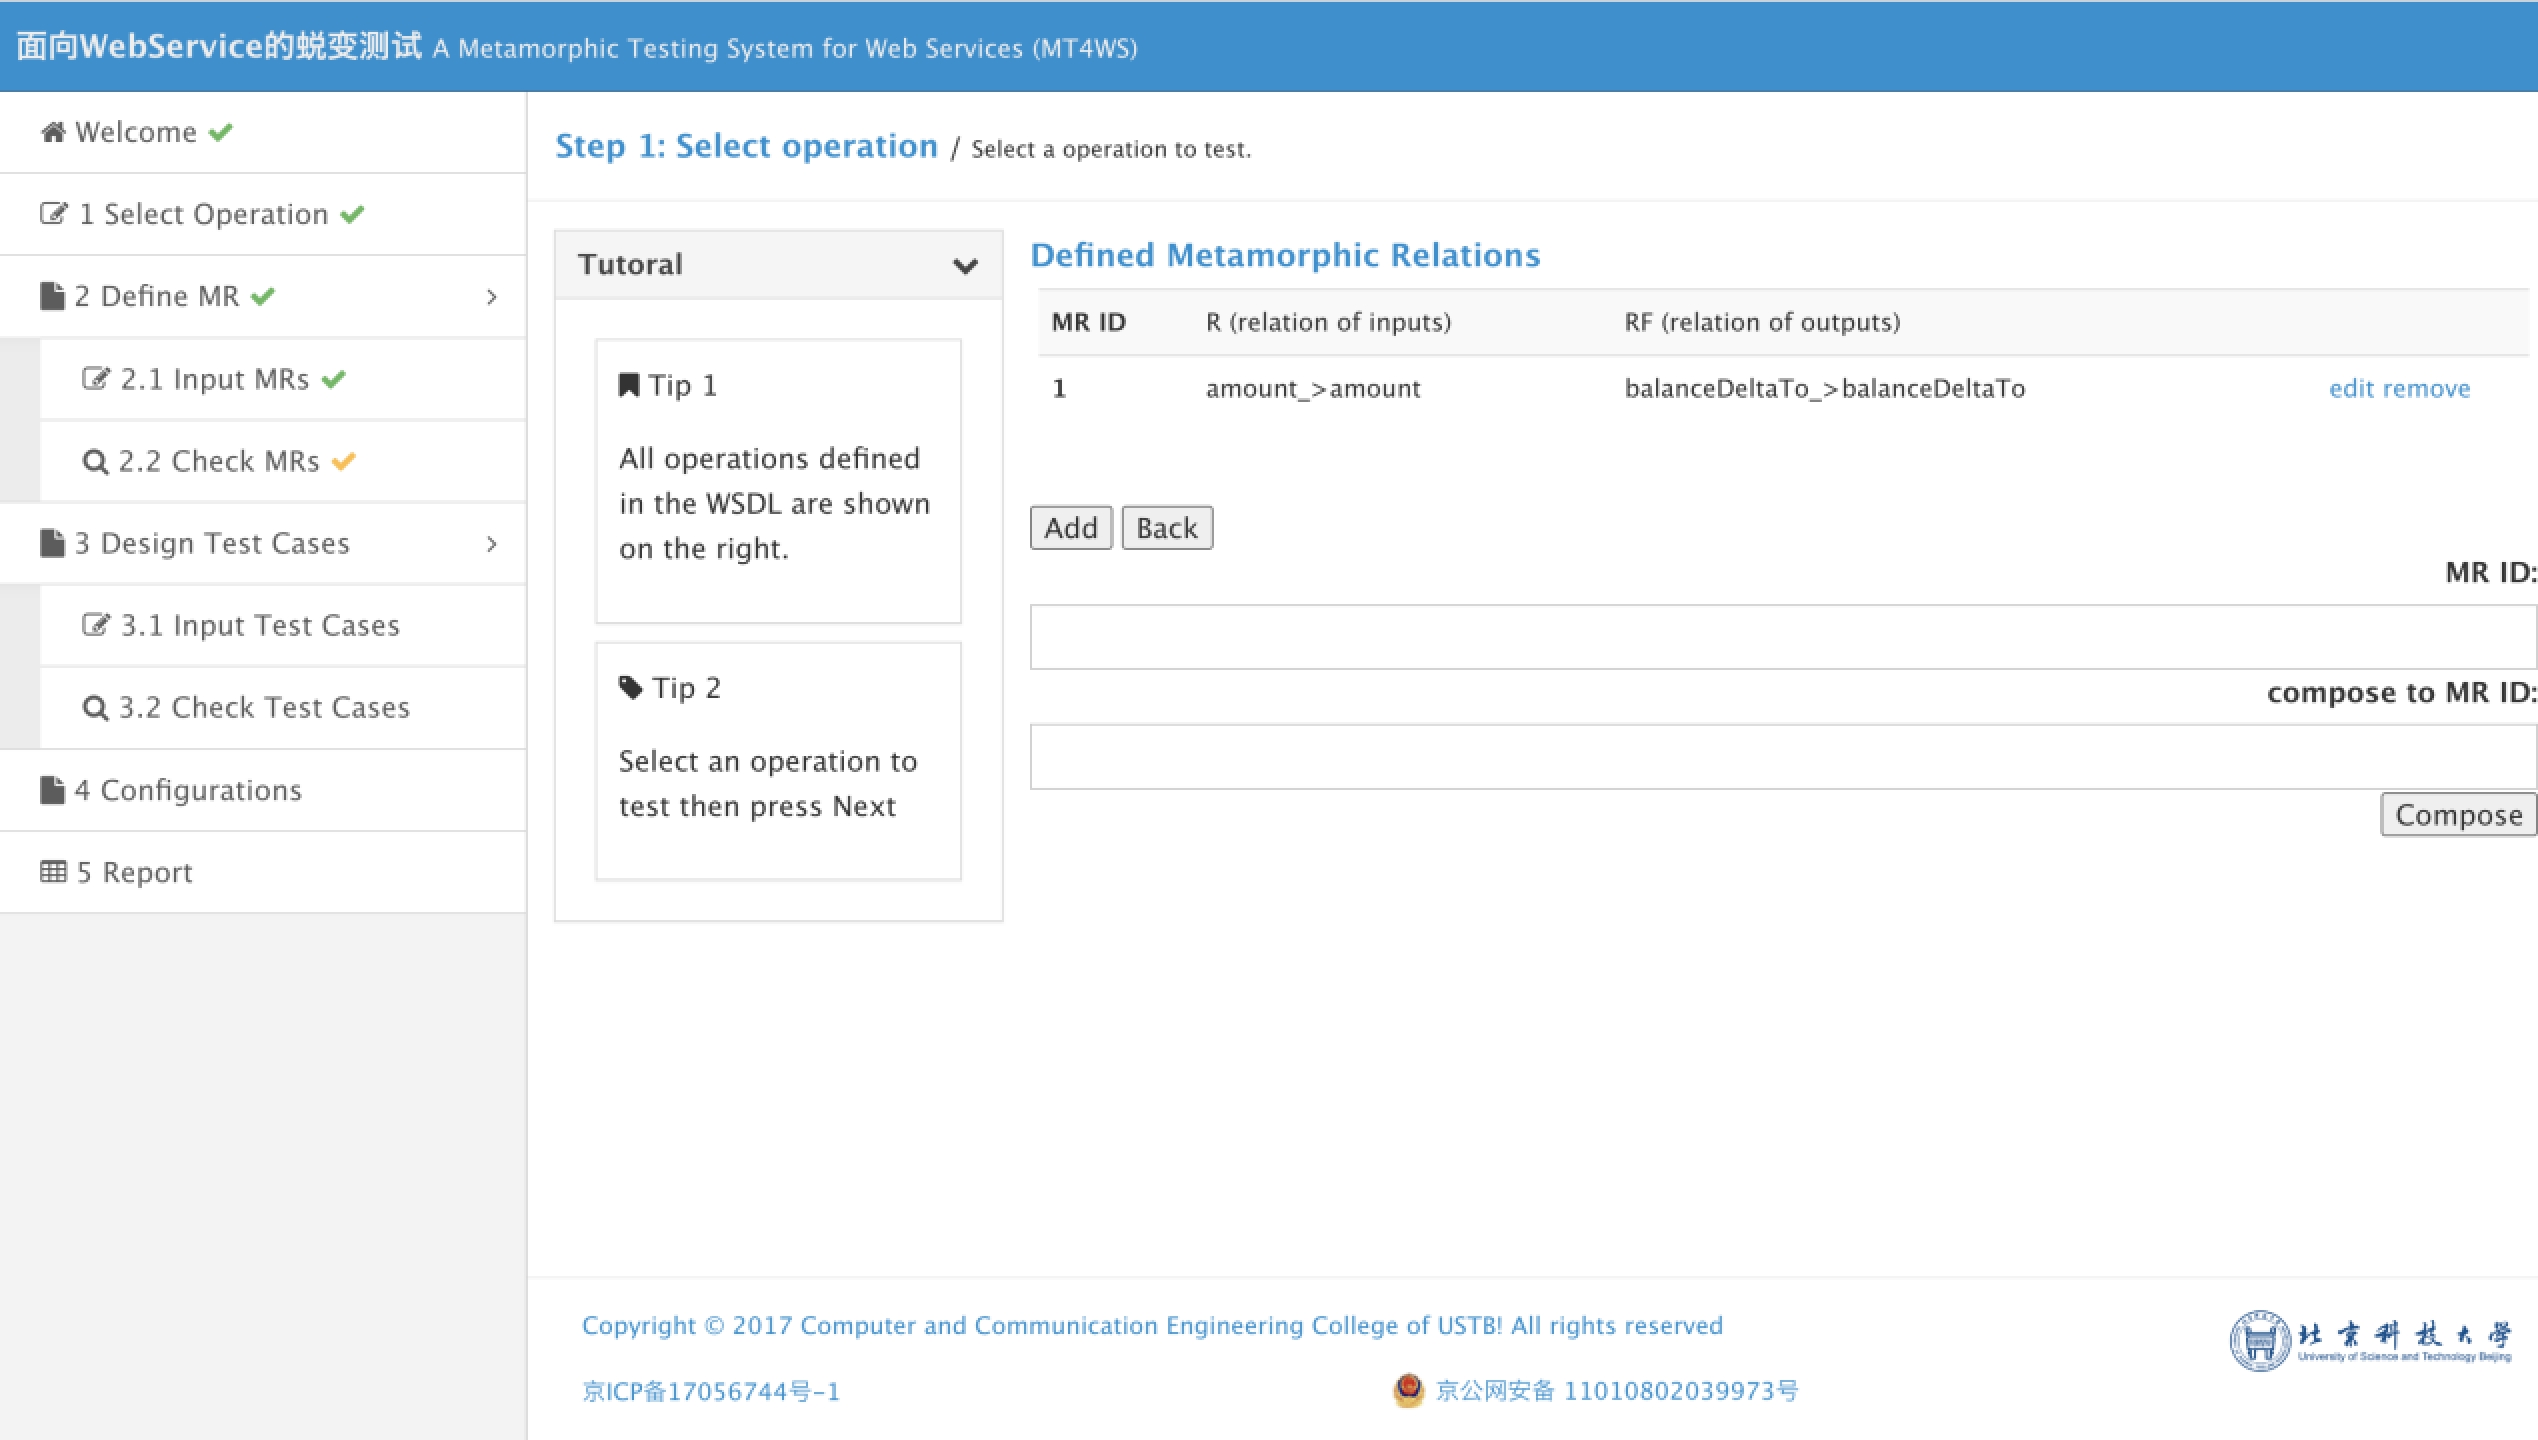 面向WebService的蜕变测试 A Metamorphic Testing System for Web Services (MT4WS)
Welcome
1 Select Operation
2 Define MR
2.1 Input MRs
2.2 Check MRs
3 Design Test Cases
3.1 Input Test Cases
3.2 Check Test Cases
4 Configurations
5 Report
Step 1: Select operation / Select a operation to test.
Tutoral
Tip 1
All operations defined
in the WSDL are shown
on the right.
Tip 2
Select an operation to
test then press Next
Defined Metamorphic Relations
MR ID R (relation of inputs) RF (relation of outputs)
1 amount_>amount balanceDeltaTo_>balanceDeltaTo edit remove
Add Back
MR ID:
compose to MR ID:
Compose
Copyright © 2017 Computer and Communication Engineering College of USTB! All rights reserved
京ICP备17056744号-1
京公网安备 11010802039973号
北京科技大学
University of Science and Technology Beijing